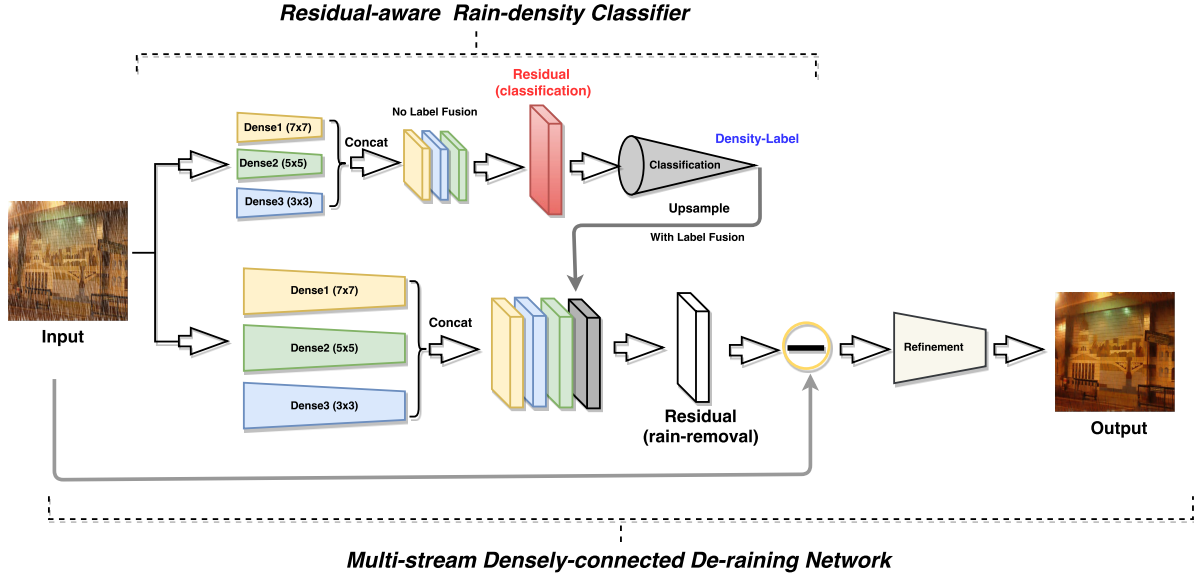 Residual-aware Rain-density Classifier
Residual
(classification)
No Label Fusion
Dense1 (7x7)
Concat
Density-Label
Dense2 (5x5)
Classification
Dense3 (3x3)
Upsample
With Label Fusion
Input
Dense1 (7x7)
Concat
Dense2 (5x5)
Refinement
Dense3 (3x3)
Residual
(rain-removal)
Output
Multi-stream Densely-connected De-raining Network